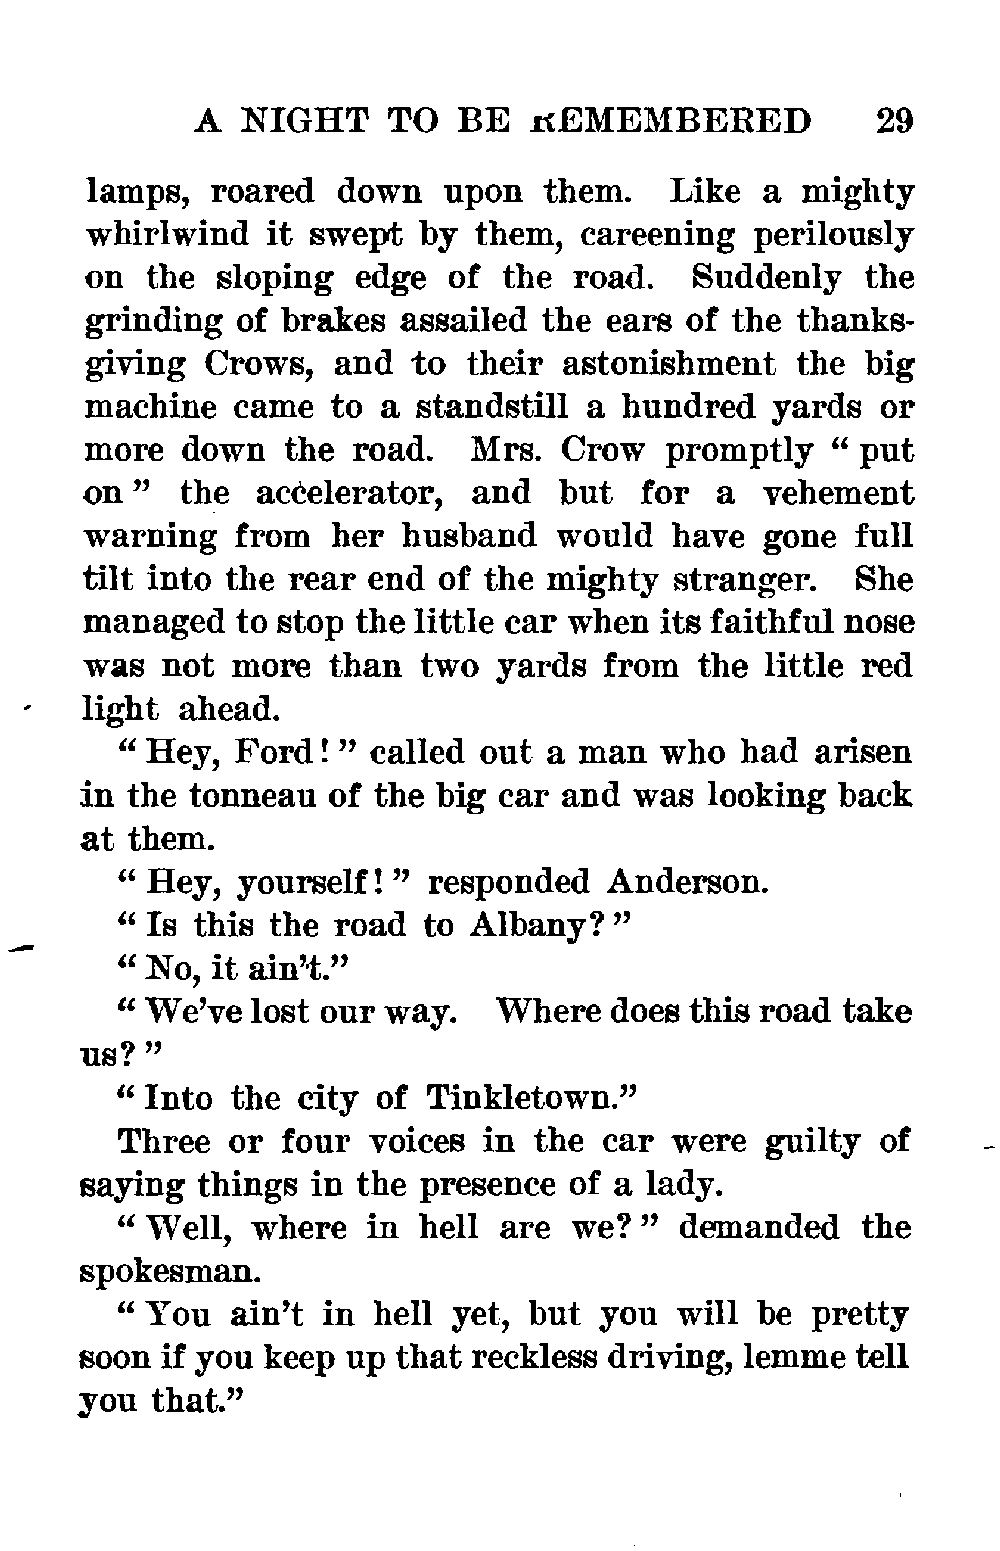 A NIGHT TO BE REMEMBERED 29
lamps, roared down upon them. Like a mighty
whirlwind it swept by them, careening perilously
on the sloping edge of the road. Suddenly the
grinding of brakes assailed the ears of the thanks-
giving Crows, and to their astonishment the big
machine came to a standstill a hundred yards or
more down the road. Mrs. Crow promptly “ put
on ” the accelerator, and but for a vehement
warning from her husband would have gone full
tilt into the rear end of the mighty stranger. She
managed to stop the little car when its faithful nose
was not more than two yards from the little red
light ahead.
“ Hey, Ford! ” called out a man who had arisen
in the tonneau of the big car and was looking back
at them.
“ Hey, yourself! ” responded Anderson.
“ Is this the road to Albany? ”
“ No, it ain't.”
“ We've lost our way. Where does this road take
us? ”
“ Into the city of Tinkletown.”
Three or four voices in the car were guilty of
saying things in the presence of a lady.
“ Well, where in hell are we? ” demanded the
spokesman.
“ You ain't in hell yet, but you will be pretty
soon if you keep up that reckless driving, lemme tell
you that.”